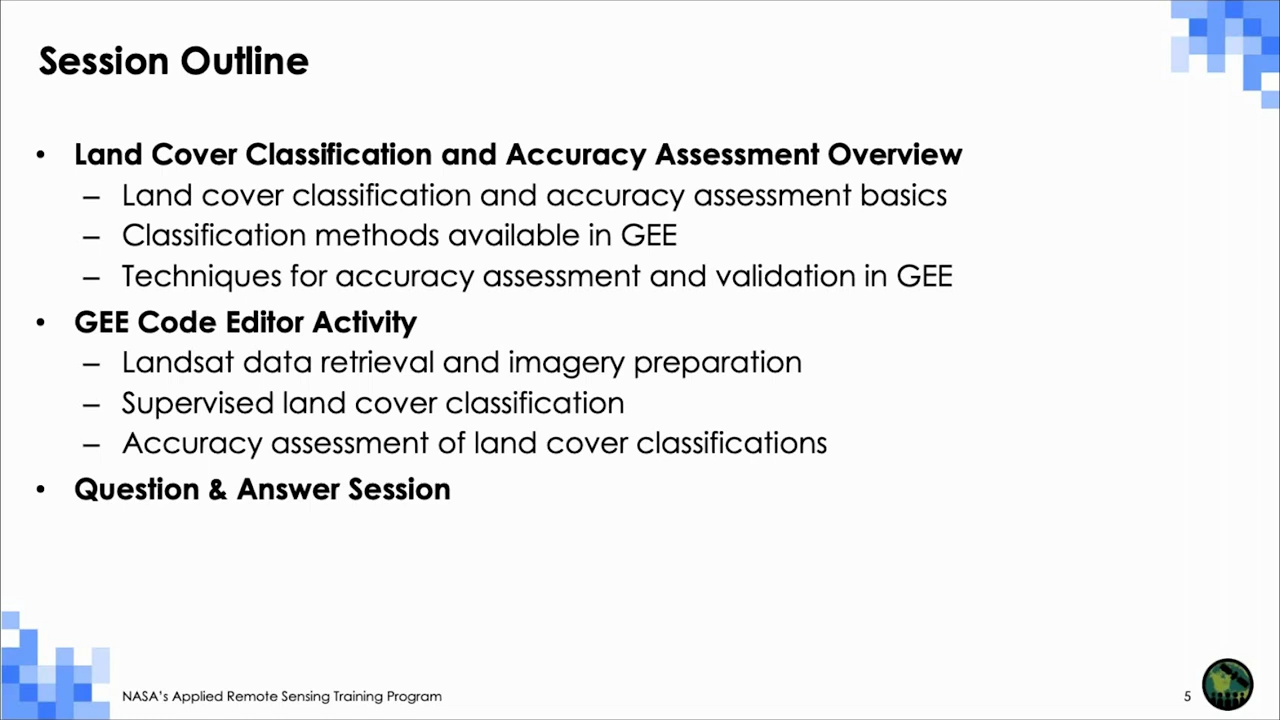 Session Outline
• Land Cover Classification and Accuracy Assessment Overview
– Land cover classification and accuracy assessment basics
– Classification methods available in GEE
– Techniques for accuracy assessment and validation in GEE
• GEE Code Editor Activity
– Landsat data retrieval and imagery preparation
– Supervised land cover classification
– Accuracy assessment of land cover classifications
• Question & Answer Session
NASA's Applied Remote Sensing Training Program
5